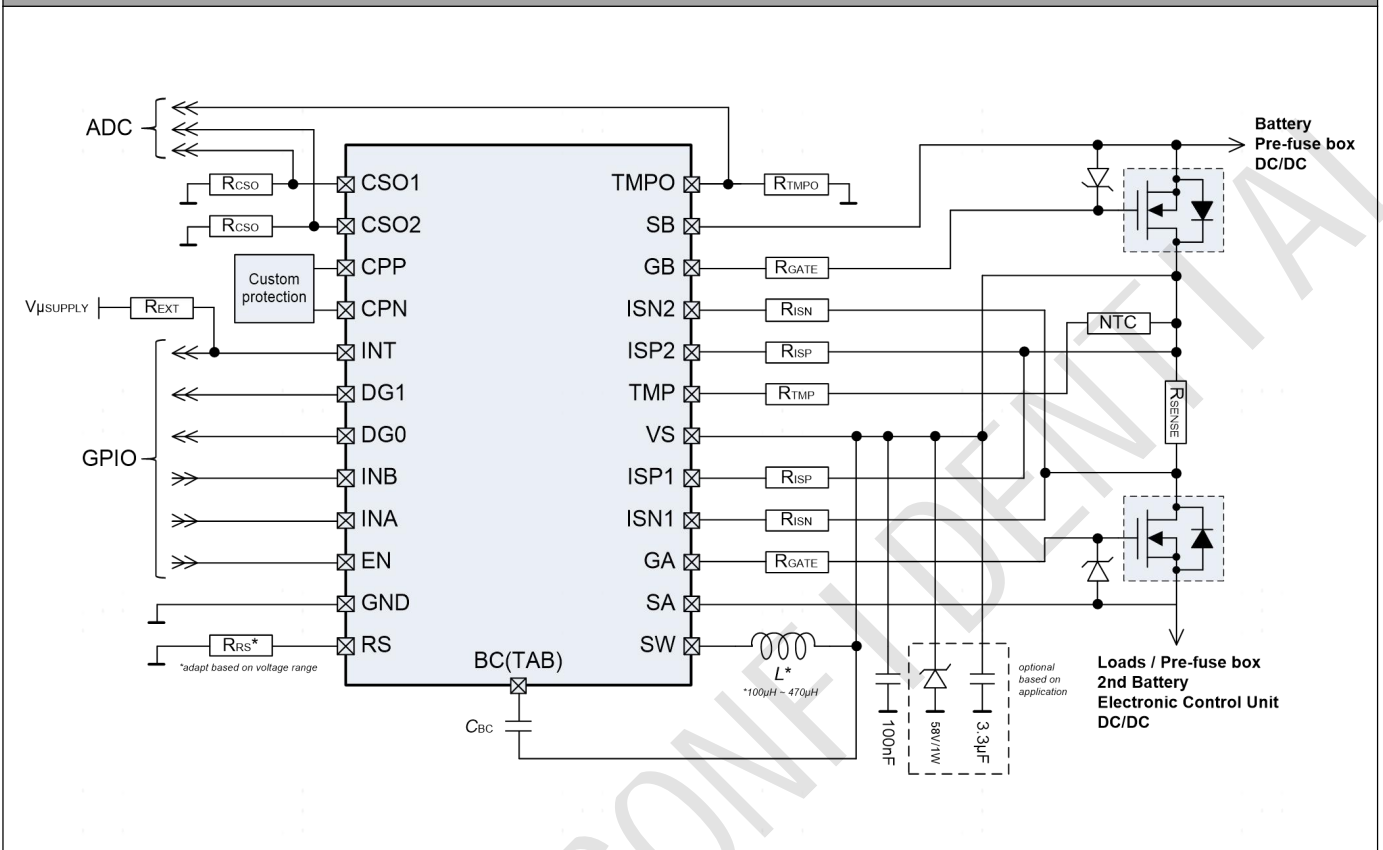 ADC
RCSO
CSO1
RCSO
CSO2
Custom
protection
CPP
CPN
VµSUPPLY
REXT
INT
DG1
DG0
GPIO
INB
INA
EN
GND
RRS*
*adapt based on voltage range
RS
BC(TAB)
CBC
TMPO
RTMPO
SB
GB
RGATE
ISN2
RISN
ISP2
RISP
TMP
RTMP
VS
ISP1
RISP
ISN1
RISN
GA
RGATE
SA
SW
L*
*100µH ~ 470µH
100nF
58V/1W
3.3µF
optional
based on
application
NTC
RSENSE
Battery
Pre-fuse box
DC/DC
Loads / Pre-fuse box
2nd Battery
Electronic Control Unit
DC/DC
CONFIDENTIAL